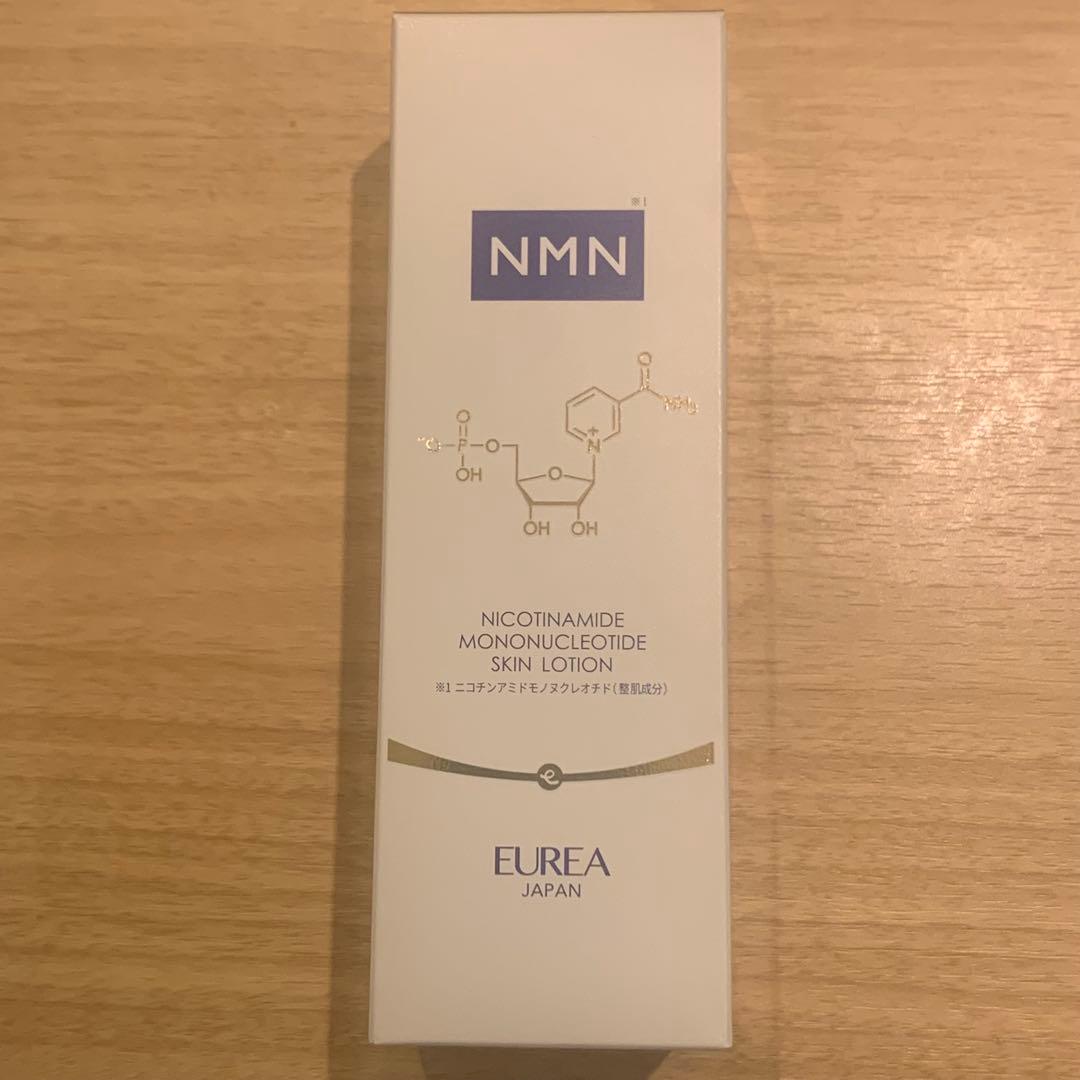 ※1
NMN
O
NH₂
O
⁻O P O
OH
N
+
O
OH OH
NICOTINAMIDE
MONONUCLEOTIDE
SKIN LOTION
※1 ニコチンアミドモノヌクレオチド(整肌成分)
e
EUREA
JAPAN